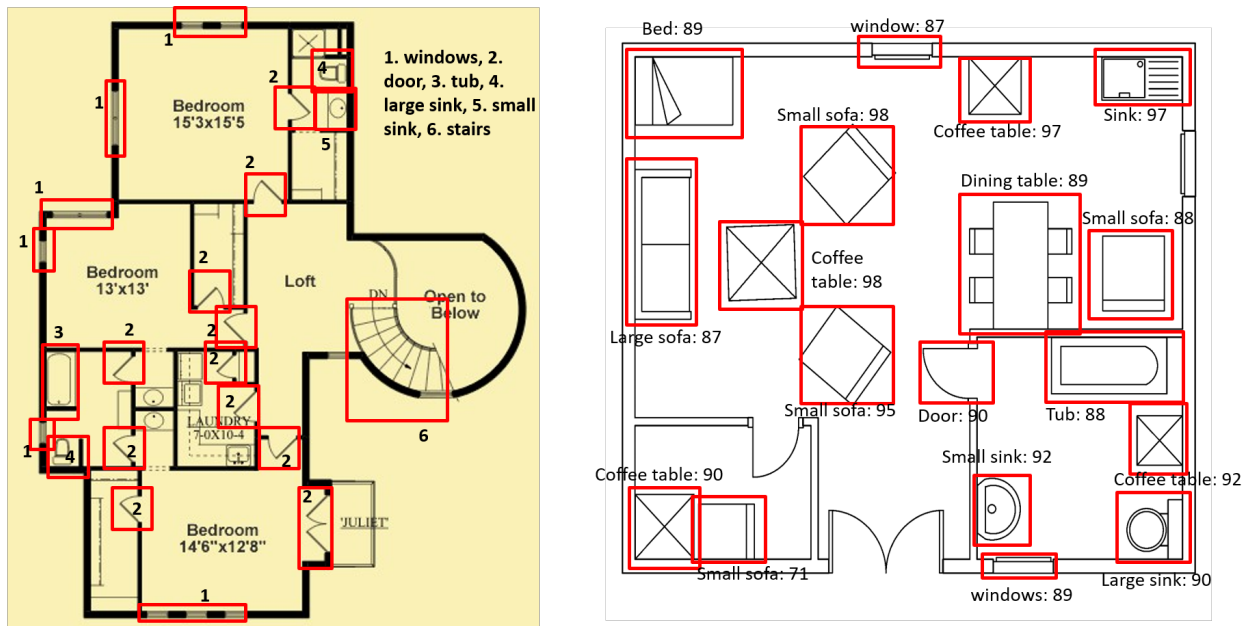 1
1
1. windows, 2.
door, 3. tub, 4.
large sink, 5. small
sink, 6. stairs
4
2
Bedroom
15'3x15'5
5
2
1
1
Bedroom
13'x13'
2
Loft
DN
Open to
Below
2
3
2
2
2
LAUNDRY
7-0X10-4
6
1
4
2
2
2
2
'JULIET'
Bedroom
14'6"x12'8"
1
Bed: 89
window: 87
Small sofa: 98
Coffee table: 97
Sink: 97
Dining table: 89
Small sofa: 88
Coffee
table: 98
Large sofa: 87
Small sofa: 95
Door: 90
Tub: 88
Small sink: 92
Coffee table: 90
Coffee table: 92
Small sofa: 71
windows: 89
Large sink: 90